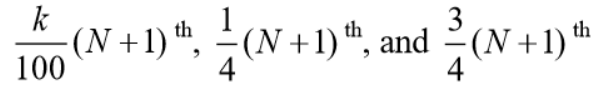 k/100 (N+1) th, 1/4 (N+1) th, and 3/4 (N+1) th